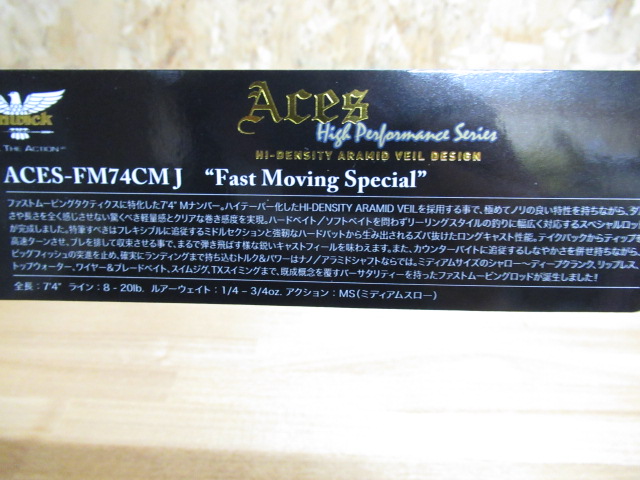 Aces
High Performance Series
HI-DENSITY ARAMID VEIL DESIGN
THE ACTION
ACES-FM74CM J “Fast Moving Special”
ファストムービングタクティクスに特化した7'4" Mナンバー。ハイテーパー化したHI-DENSITY ARAMID VEILを採用する事で、極めてノリの良い特性を持ちながら、
さや長さを全く感じさせない驚くべき軽量感とクリアな巻き感度を実現。ハードベイト/ソフトベイトを問わずリーリングスタイルの釣りに幅広く対応するスペシャルロッ
が完成しました。特筆すべきはフレキシブルに追従するミドルセクションと強靭なハードバットから生み出されるズバ抜けたロングキャスト性能。テイクバックからティップ
高速ターンさせ、ブレを排して収束させる事で、まるで弾き飛ばす様な鋭いキャストフィールを味わえます。また、カウンターバイトに追従するしなやかさを併せ持ちながら、
ビッグフィッシュの突進を止め、確実にランディングまで持ち込むトルク&パワーはナノアラミドシャフトならでは。ミディアムサイズのシャロー〜ディープクランク、リップレス、
トップウォーター、ワイヤー&ブレードベイト、スイムジグ、TXスイミングまで、既成概念を覆すバーサタリティーを持ったファストムービングロッドが誕生しました!
全長:7'4" ライン:8 - 20lb. ルアーウェイト:1/4 - 3/4oz. アクション:MS(ミディアムスロー)